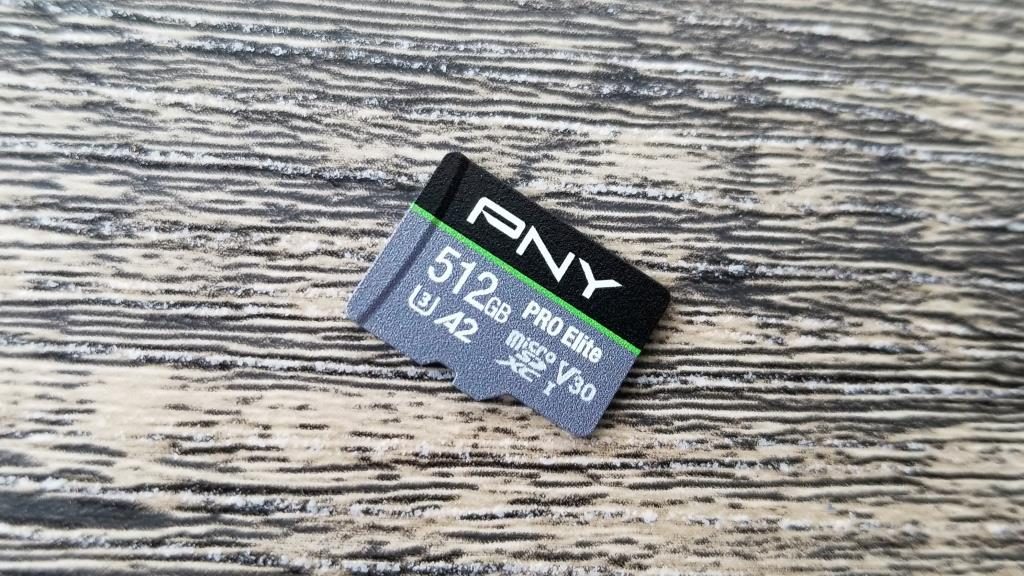 PNY
512GB PRO Elite
U3 A2 micro SD XC I V30